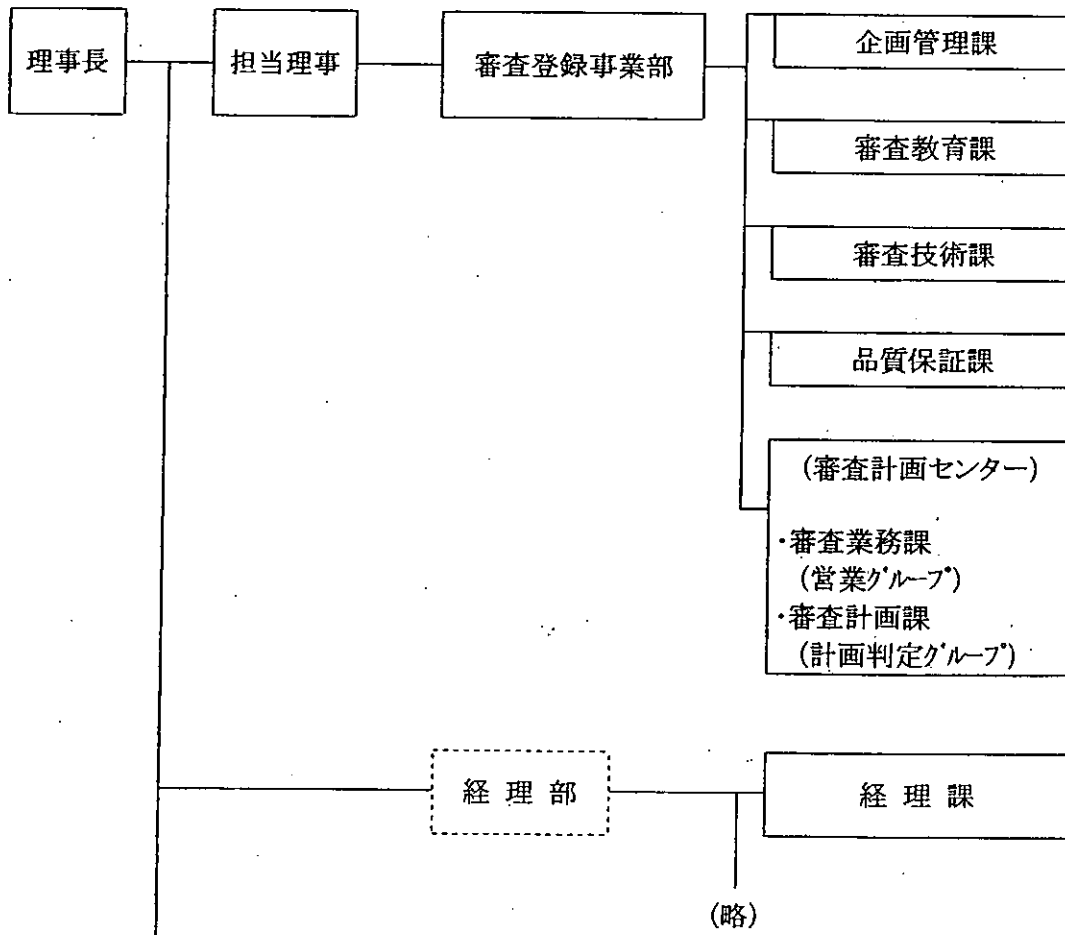 理事長
担当理事
審査登録事業部
企画管理課
審査教育課
審査技術課
品質保証課
(審査計画センター)
・審査業務課
(営業グループ)
・審査計画課
(計画判定グループ)
経理部
経理課
(略)